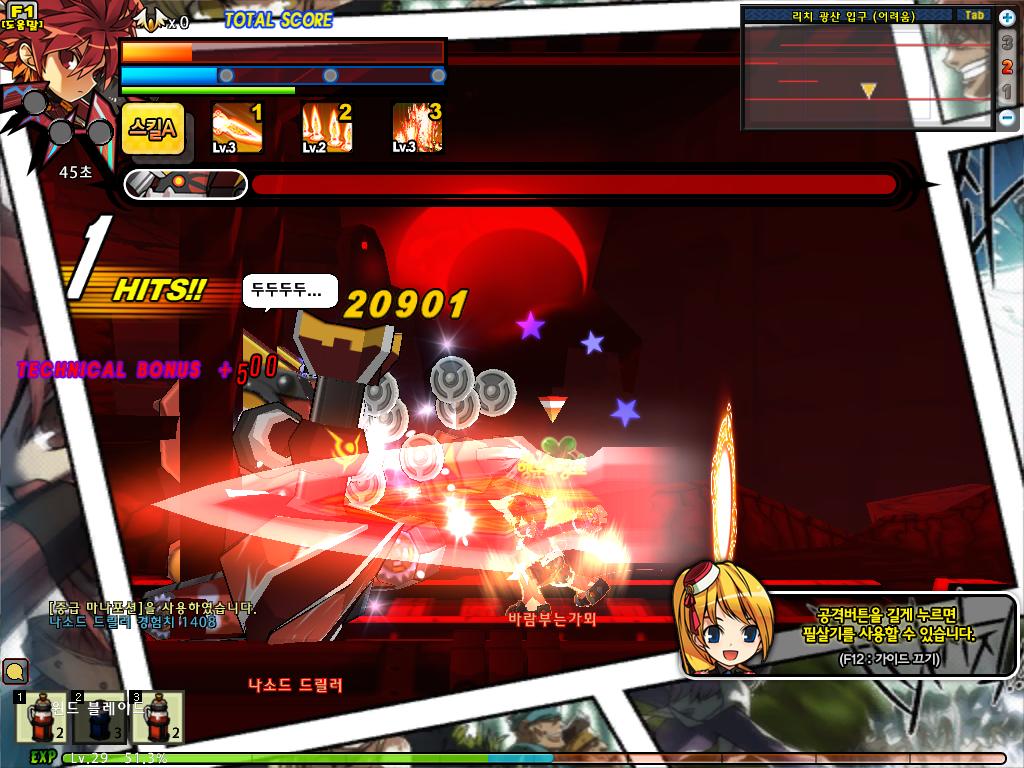 F1
[도움말]
x0
TOTAL SCORE
리치 광산 입구 (어려움)
Tab
3
2
1
스킬A
1
Lv.3
2
Lv.2
3
Lv.3
45초
1
HITS!!
두두두두...
20901
TECHNICAL BONUS +500
바람부는가뫼
[중급 마나포션]을 사용하였습니다.
나소드 드릴러 경험치 1408
공격버튼을 길게 누르면
필살기를 사용할 수 있습니다.
(F12 : 가이드 끄기)
나소드 드릴러
1
2
3
윈드 블레이드
2
3
2
EXP
Lv.29 51.3%